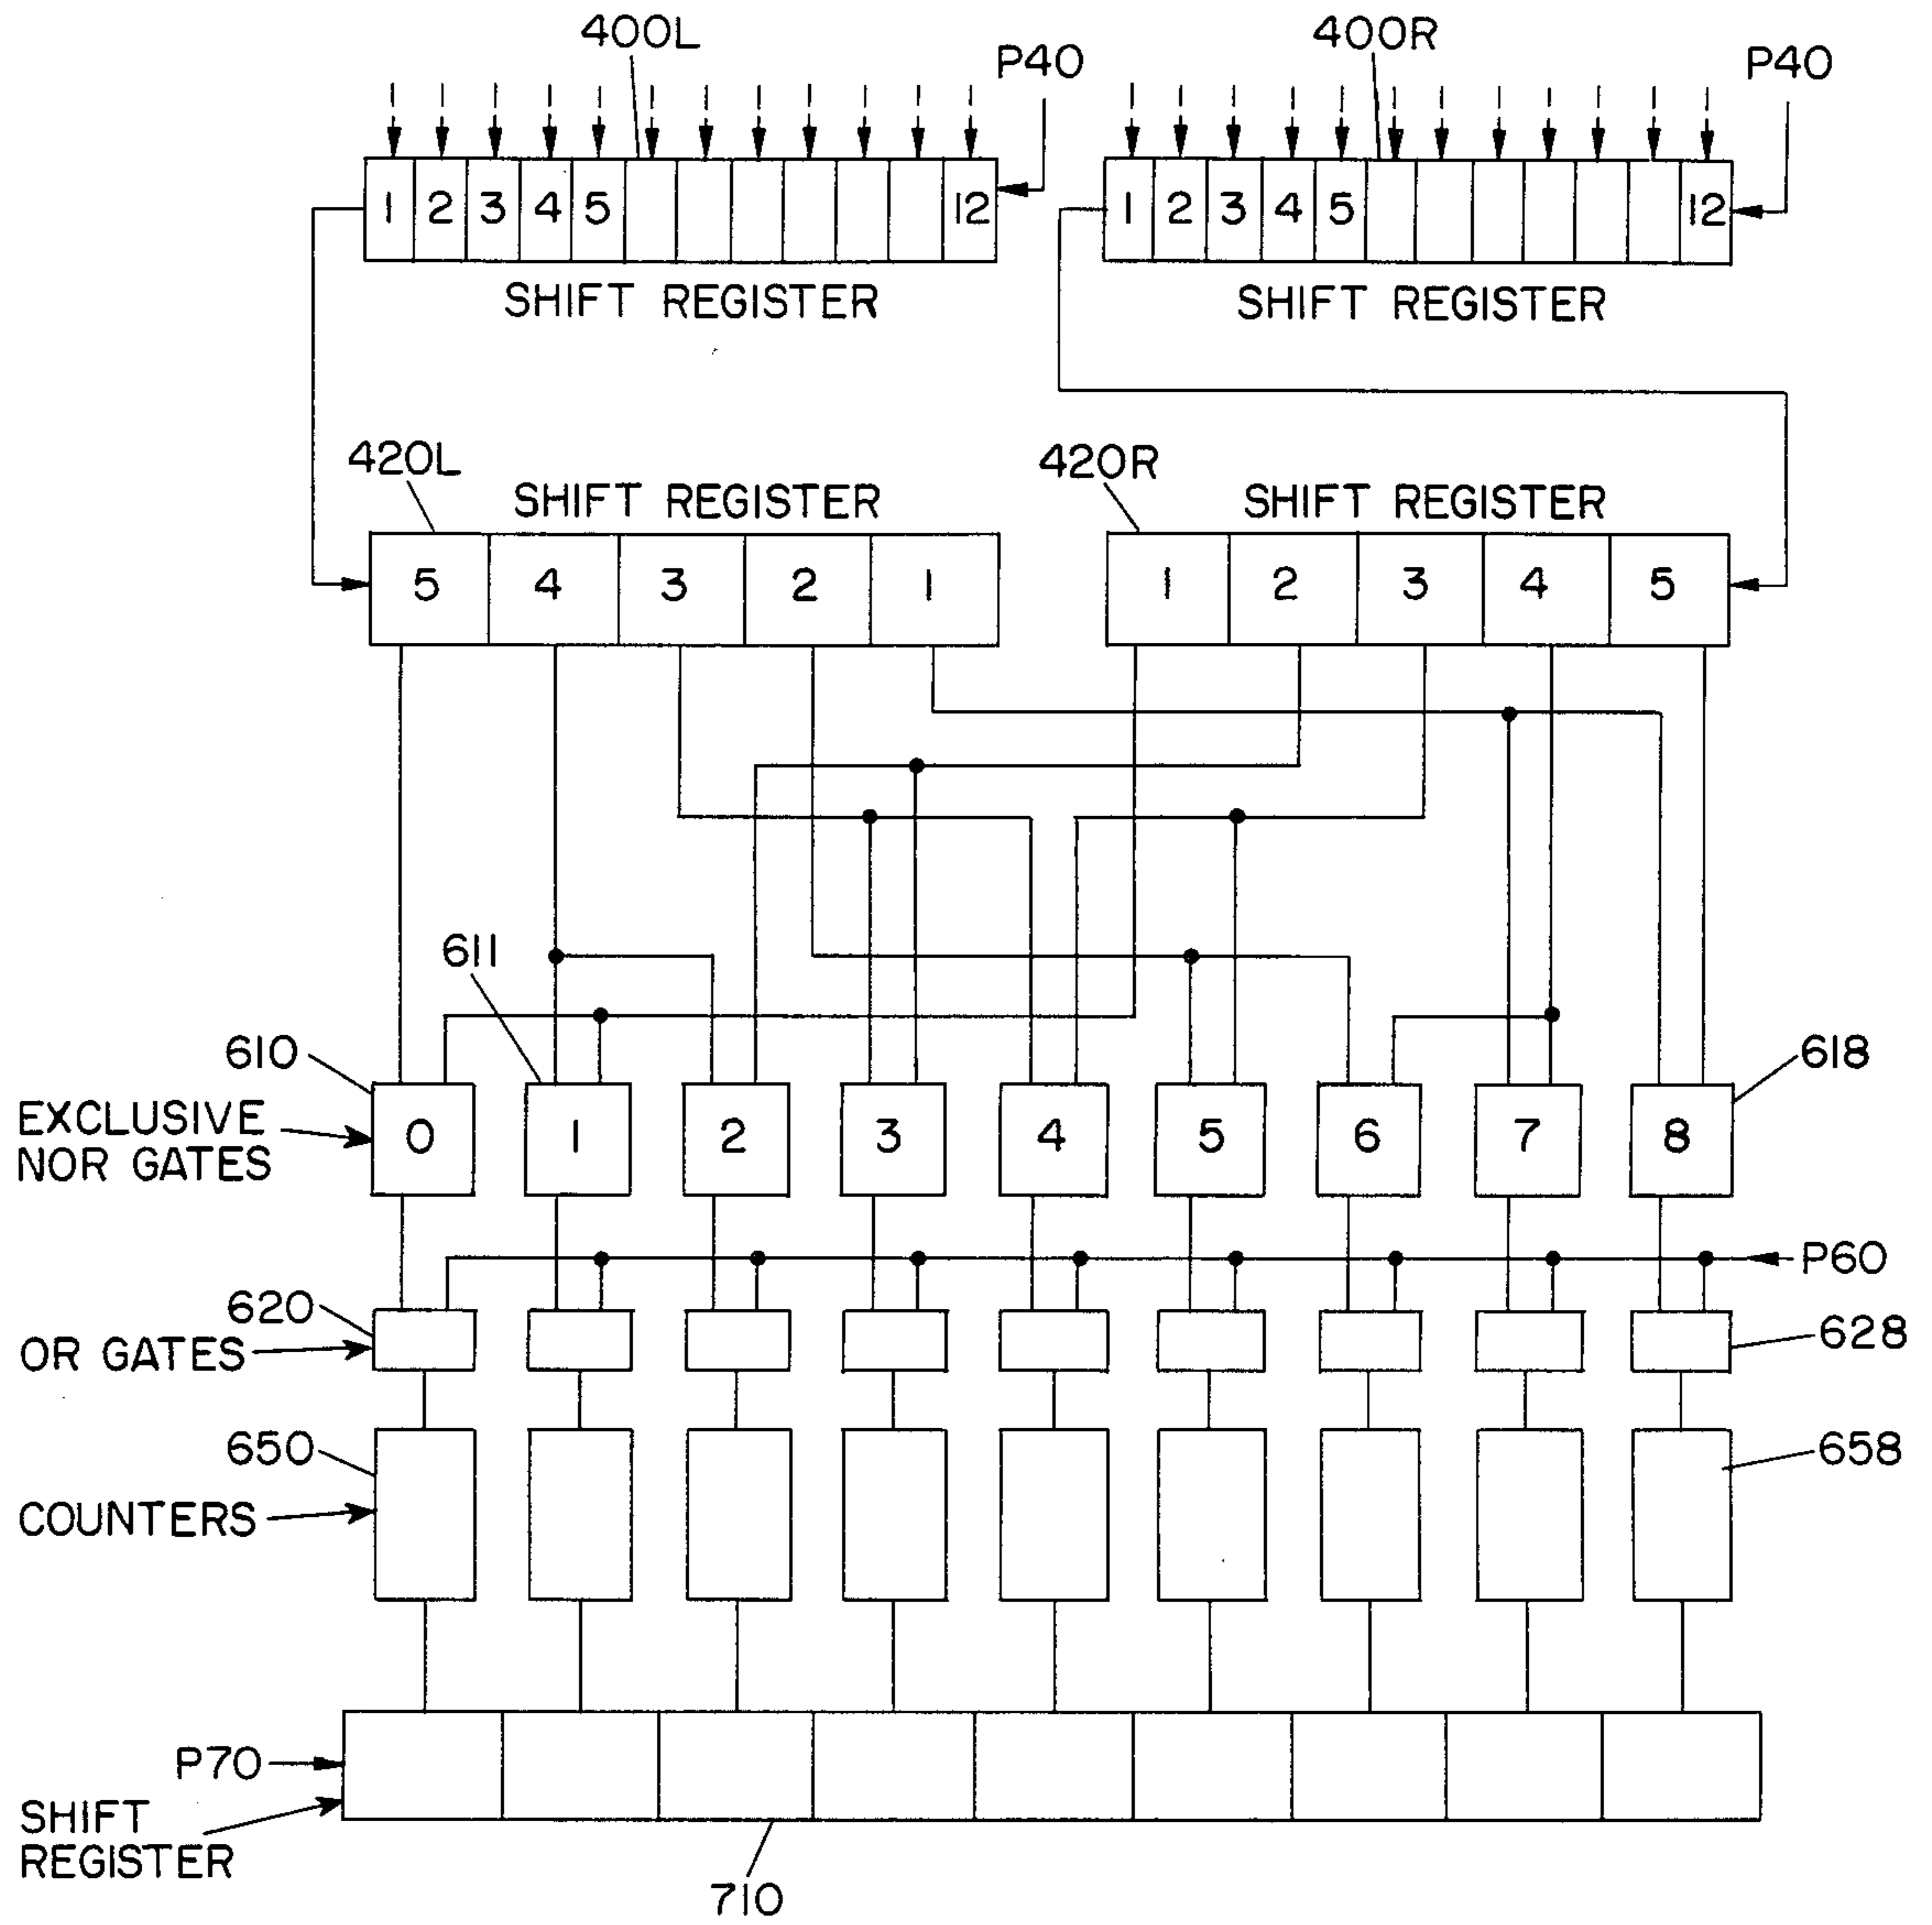 400L
400R
P40
P40
1 2 3 4 5 12
1 2 3 4 5 12
SHIFT REGISTER
SHIFT REGISTER
420L
420R
SHIFT REGISTER
SHIFT REGISTER
5 4 3 2 1
1 2 3 4 5
611
610
618
EXCLUSIVE
NOR GATES
0 1 2 3 4 5 6 7 8
P60
620
628
OR GATES
650
658
COUNTERS
P70
SHIFT
REGISTER
710